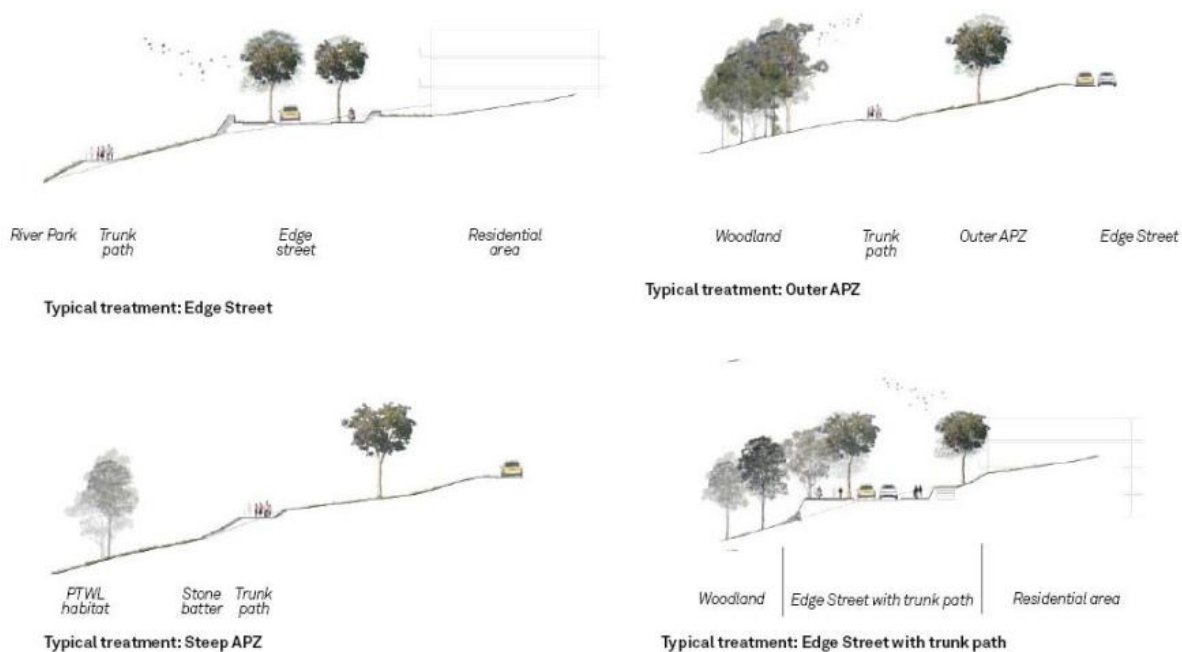 River Park
Trunk
path
Edge
street
Residential
area
Typical treatment: Edge Street
Woodland
Trunk
path
Outer APZ
Edge Street
Typical treatment: Outer APZ
PTWL
habitat
Stone
batter
Trunk
path
Typical treatment: Steep APZ
Woodland
Edge Street with trunk path
Residential area
Typical treatment: Edge Street with trunk path